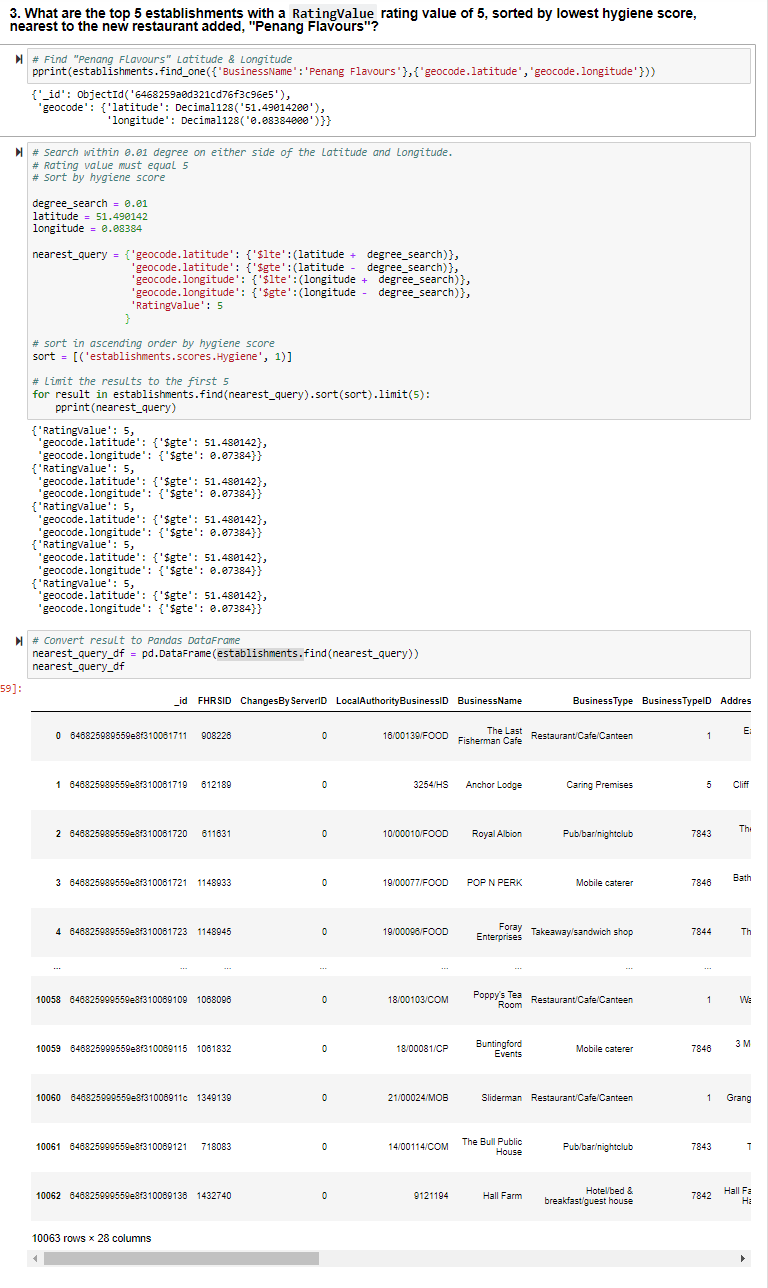 3. What are the top 5 establishments with a RatingValue rating value of 5, sorted by lowest hygiene score,
nearest to the new restaurant added, "Penang Flavours"?
# Find "Penang Flavours" Latitude & Longitude
pprint(establishments.find_one({'BusinessName':'Penang Flavours'},{'geocode.latitude','geocode.longitude'}))
{'_id': ObjectId('6468259a0d321cd76f3c96e5'),
'geocode': {'latitude': Decimal128('51.49014200'),
'longitude': Decimal128('0.08384000')}}
# Search within 0.01 degree on either side of the latitude and longitude.
# Rating value must equal 5
# Sort by hygiene score
degree_search = 0.01
latitude = 51.490142
longitude = 0.08384
nearest_query = {'geocode.latitude': {'$lte':(latitude +  degree_search)},
'geocode.latitude': {'$gte':(latitude -  degree_search)},
'geocode.longitude': {'$lte':(longitude +  degree_search)},
'geocode.longitude': {'$gte':(longitude -  degree_search)},
'RatingValue': 5
}
# sort in ascending order by hygiene score
sort = [('establishments.scores.Hygiene', 1)]
# Limit the results to the first 5
for result in establishments.find(nearest_query).sort(sort).limit(5):
pprint(nearest_query)
{'RatingValue': 5,
'geocode.latitude': {'$gte': 51.480142},
'geocode.longitude': {'$gte': 0.07384}}
{'RatingValue': 5,
'geocode.latitude': {'$gte': 51.480142},
'geocode.longitude': {'$gte': 0.07384}}
{'RatingValue': 5,
'geocode.latitude': {'$gte': 51.480142},
'geocode.longitude': {'$gte': 0.07384}}
{'RatingValue': 5,
'geocode.latitude': {'$gte': 51.480142},
'geocode.longitude': {'$gte': 0.07384}}
{'RatingValue': 5,
'geocode.latitude': {'$gte': 51.480142},
'geocode.longitude': {'$gte': 0.07384}}
# Convert result to Pandas DataFrame
nearest_query_df = pd.DataFrame(establishments.find(nearest_query))
nearest_query_df
59]:
_id FHRSID ChangesByServerID LocalAuthorityBusinessID BusinessName BusinessType BusinessTypeID Addres
0 646825989559e8f310061711 908226 0 16/00139/FOOD The Last Fisherman Cafe Restaurant/Cafe/Canteen 1 E
1 646825989559e8f310061719 612189 0 3254/HS Anchor Lodge Caring Premises 5 Cliff
2 646825989559e8f310061720 611631 0 10/00010/FOOD Royal Albion Pub/bar/nightclub 7843 Th
3 646825989559e8f310061721 1148933 0 19/00077/FOOD POP N PERK Mobile caterer 7846 Bath
4 646825989559e8f310061723 1148945 0 19/00096/FOOD Foray Enterprises Takeaway/sandwich shop 7844 Th
... ... ... ... ... ... ... ...
10058 646825999559e8f310069109 1068096 0 18/00103/COM Poppy's Tea Room Restaurant/Cafe/Canteen 1 Wa
10059 646825999559e8f310069115 1061832 0 18/00081/CP Buntingford Events Mobile caterer 7846 3 M
10060 646825999559e8f31006911c 1349139 0 21/00024/MOB Sliderman Restaurant/Cafe/Canteen 1 Grang
10061 646825999559e8f310069121 718083 0 14/00114/COM The Bull Public House Pub/bar/nightclub 7843 T
10062 646825999559e8f310069136 1432740 0 9121194 Hall Farm Hotel/bed & breakfast/guest house 7842 Hall Fa Ha
10063 rows × 28 columns